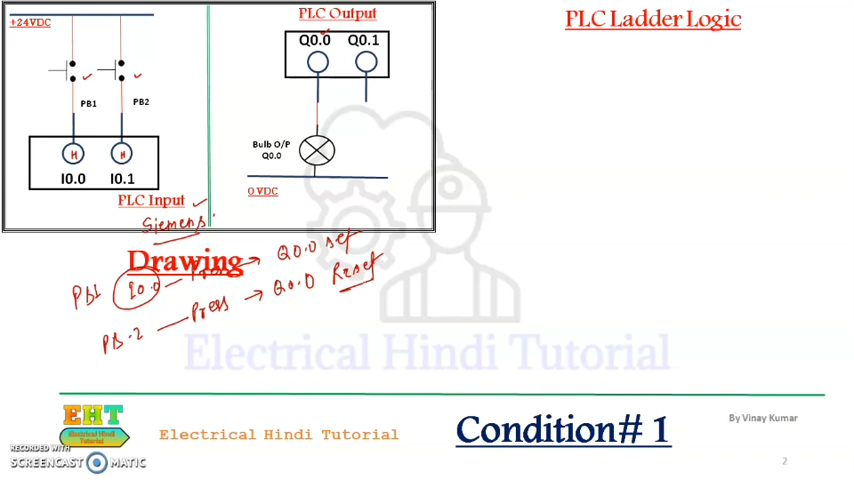 +24VDC
PB1
PB2
I0.0
I0.1
PLC Input
PLC Output
Q0.0
Q0.1
Bulb O/P
Q0.0
0 VDC
PLC Ladder Logic
Siemens
Drawing
PB1 I0.0 — Press → Q0.0 set
PB-2 — Press → Q0.0 Reset
Electrical Hindi Tutorial
EHT
Electrical Hindi
Tutorial
Electrical Hindi Tutorial
Condition# 1
By Vinay Kumar
2
RECORDED WITH
SCREENCAST MATIC